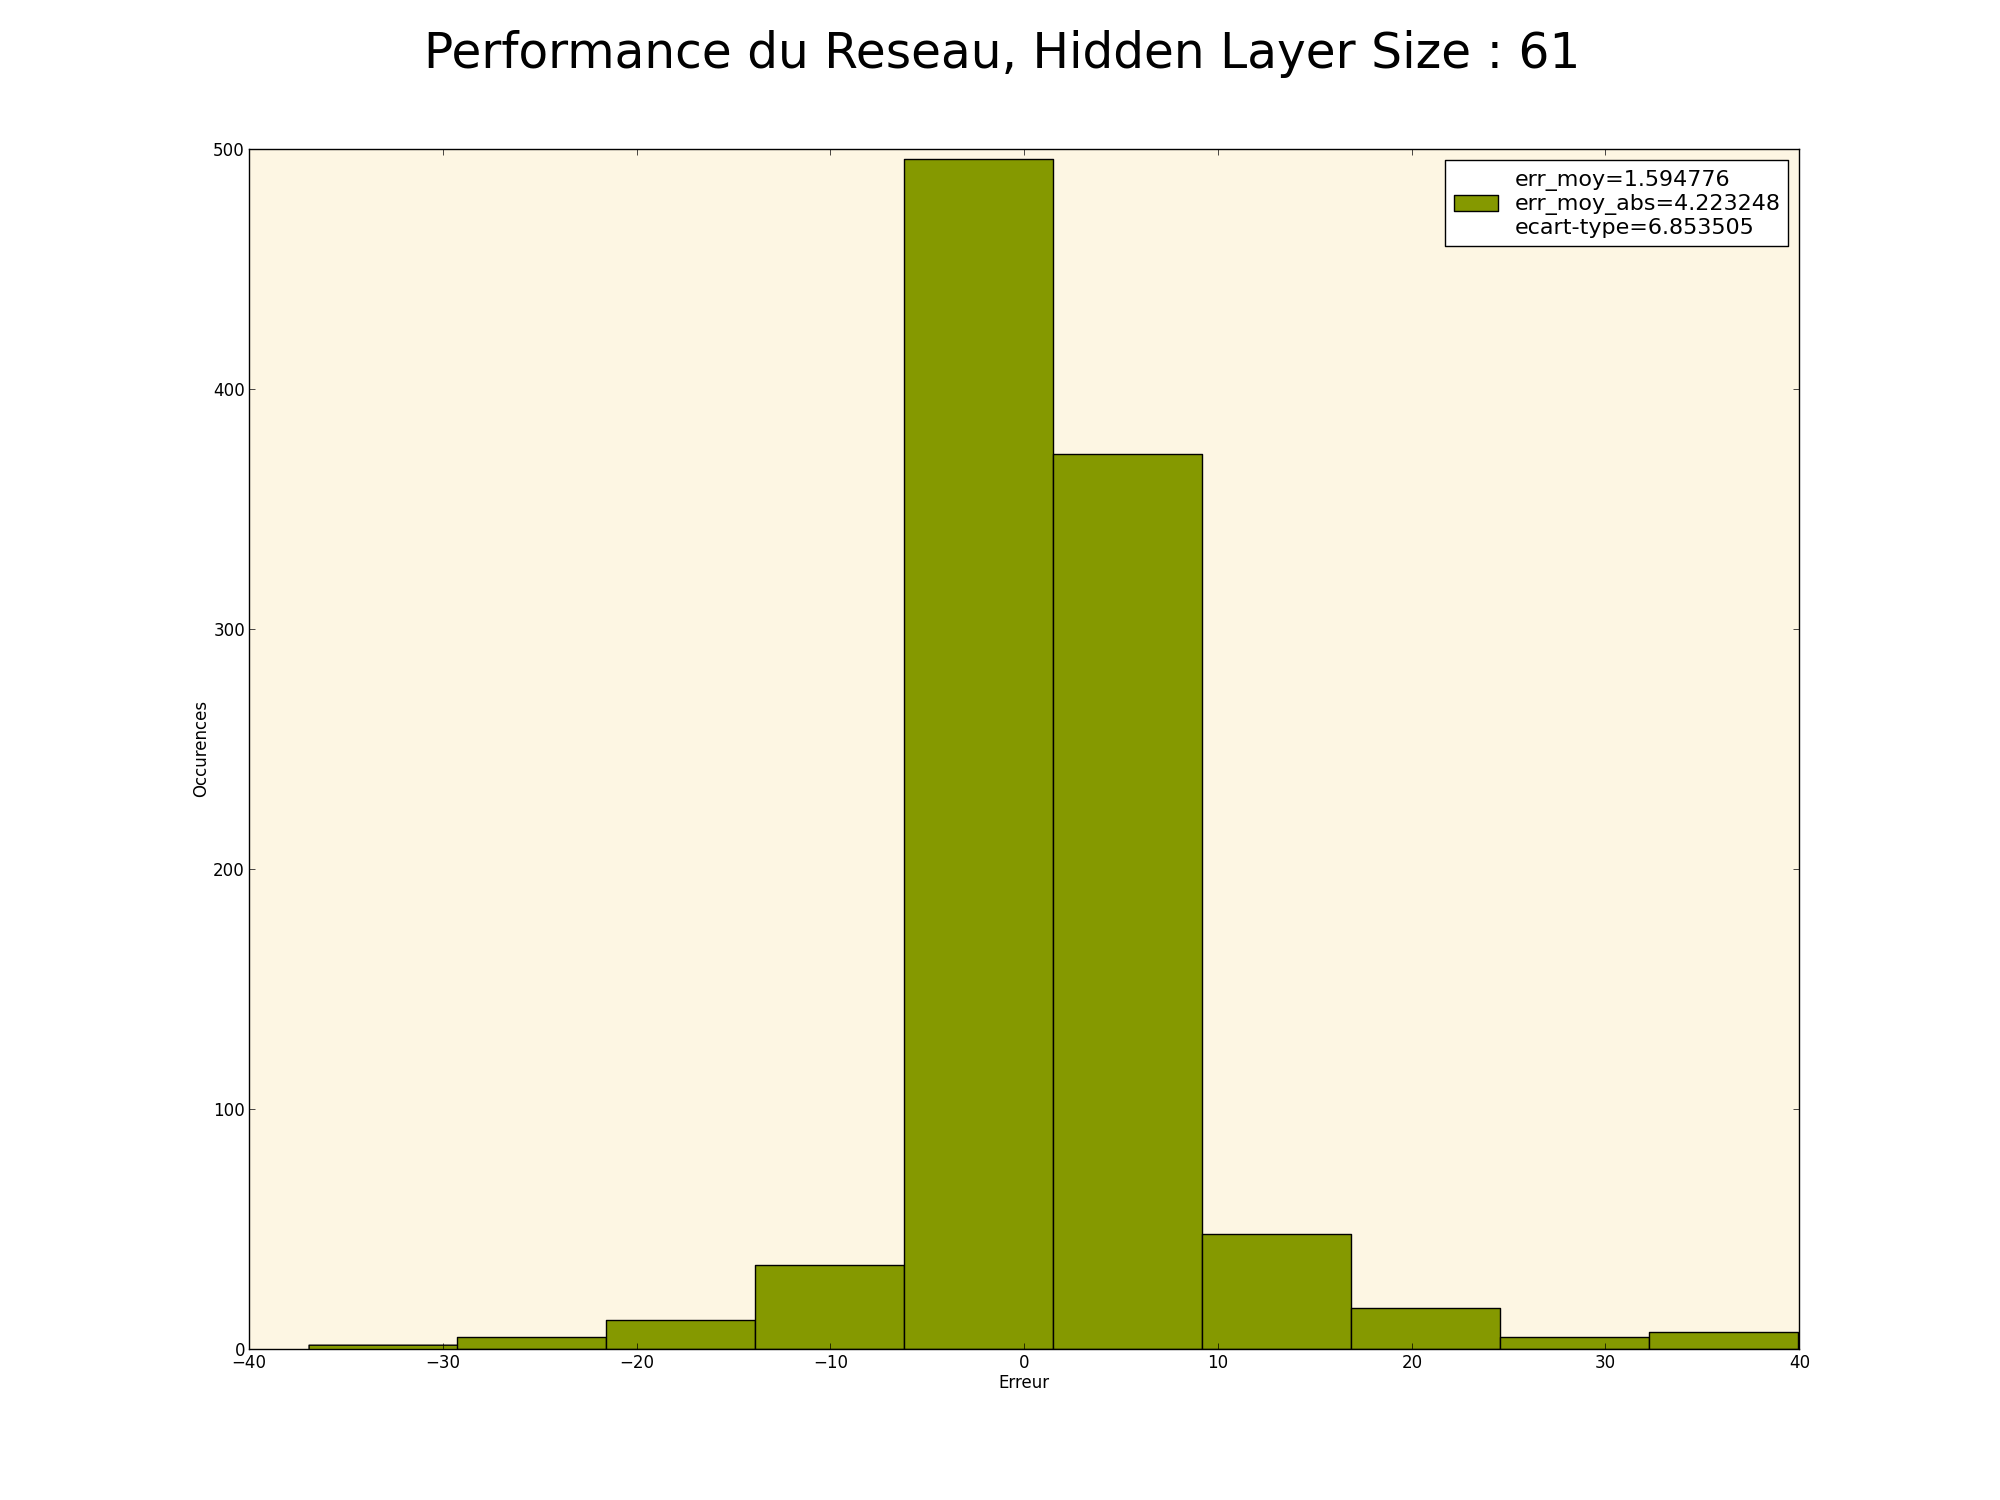 Performance du Reseau, Hidden Layer Size : 61
err_moy=1.594776
err_moy_abs=4.223248
ecart-type=6.853505
500
400
300
200
100
0
Occurences
−40 −30 −20 −10 0 10 20 30 40
Erreur